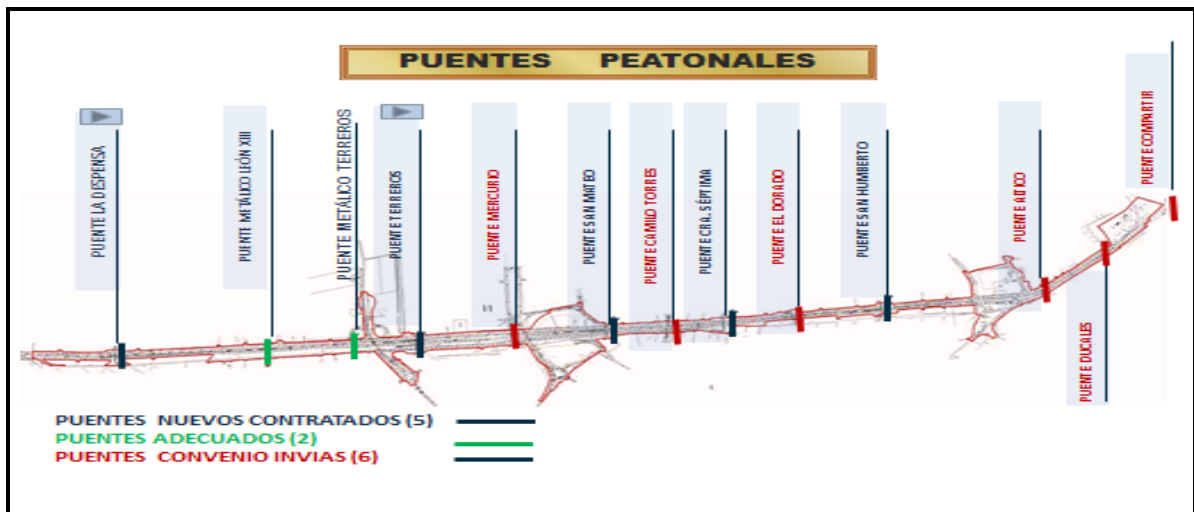 PUENTES PEATONALES
PUENTE LA DESPENSA
PUENTE METÁLICO LEÓN XIII
PUENTE METÁLICO TERREROS
PUENTE TERREROS
PUENTE MERCURIO
PUENTE SAN MATEO
PUENTE CAMILO TORRES
PUENTE CRA. SÉPTIMA
PUENTE EL DORADO
PUENTE SAN HUMBERTO
PUENTE ALTICO
PUENTE DUCALES
PUENTE COMPARTIR
PUENTES NUEVOS CONTRATADOS (5)
PUENTES ADECUADOS (2)
PUENTES CONVENIO INVIAS (6)